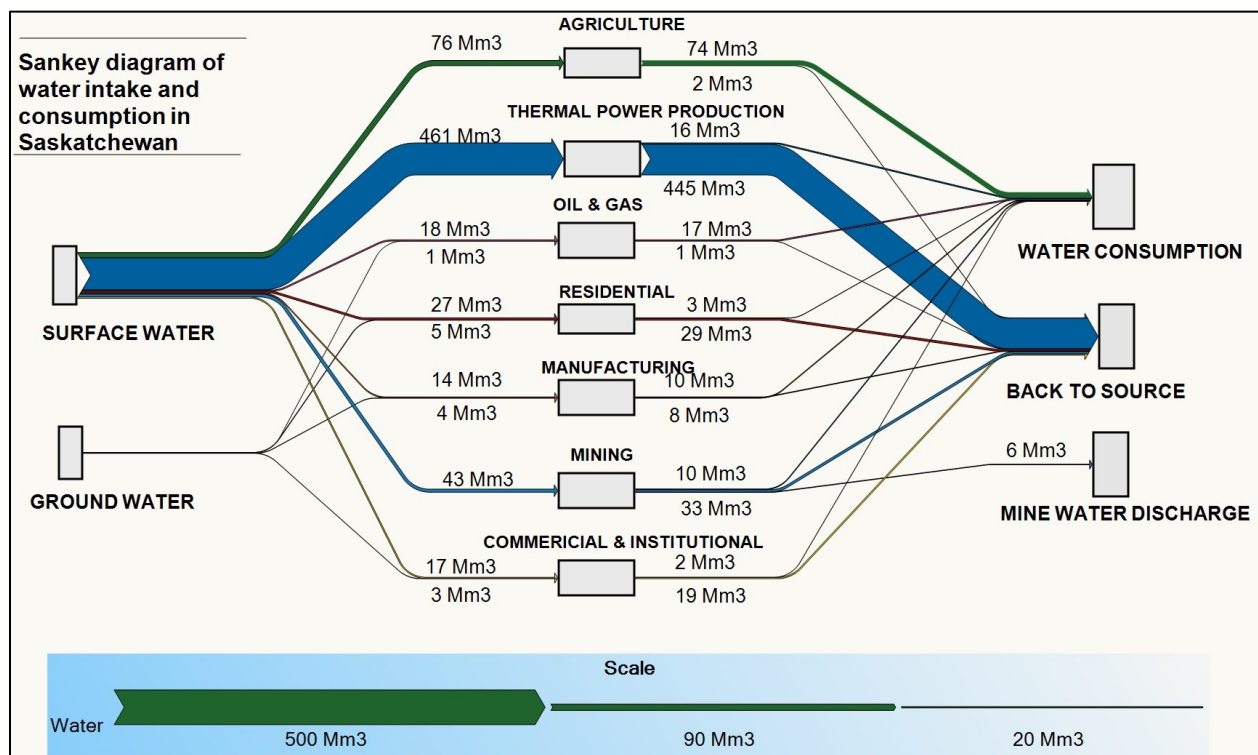 Sankey diagram of
water intake and
consumption in
Saskatchewan
AGRICULTURE
76 Mm3
74 Mm3
2 Mm3
THERMAL POWER PRODUCTION
461 Mm3
16 Mm3
445 Mm3
OIL & GAS
18 Mm3
1 Mm3
17 Mm3
1 Mm3
RESIDENTIAL
27 Mm3
5 Mm3
3 Mm3
29 Mm3
MANUFACTURING
14 Mm3
4 Mm3
10 Mm3
8 Mm3
MINING
43 Mm3
10 Mm3
33 Mm3
COMMERICIAL & INSTITUTIONAL
17 Mm3
3 Mm3
2 Mm3
19 Mm3
SURFACE WATER
GROUND WATER
WATER CONSUMPTION
BACK TO SOURCE
6 Mm3
MINE WATER DISCHARGE
Scale
Water
500 Mm3
90 Mm3
20 Mm3